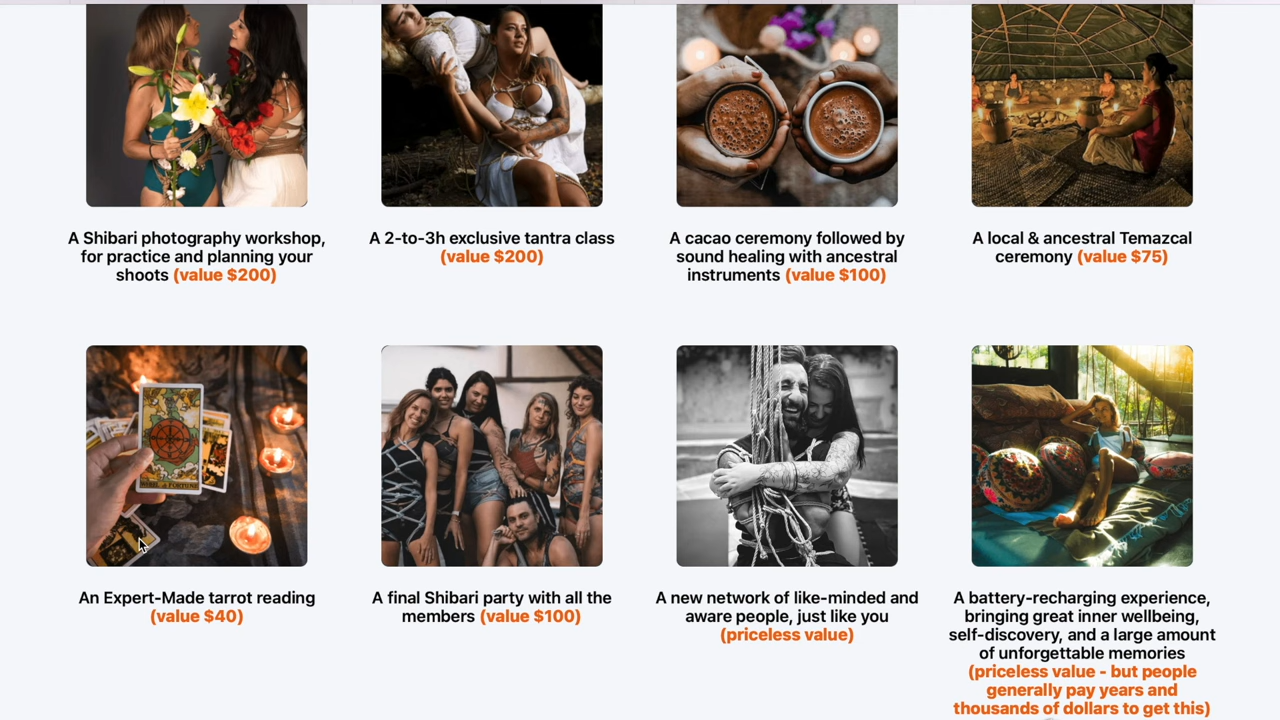 A Shibari photography workshop,
for practice and planning your
shoots (value $200)
A 2-to-3h exclusive tantra class
(value $200)
A cacao ceremony followed by
sound healing with ancestral
instruments (value $100)
A local & ancestral Temazcal
ceremony (value $75)
WHEEL of FORTUNE
An Expert-Made tarrot reading
(value $40)
A final Shibari party with all the
members (value $100)
A new network of like-minded and
aware people, just like you
(priceless value)
A battery-recharging experience,
bringing great inner wellbeing,
self-discovery, and a large amount
of unforgettable memories
(priceless value - but people
generally pay years and
thousands of dollars to get this)